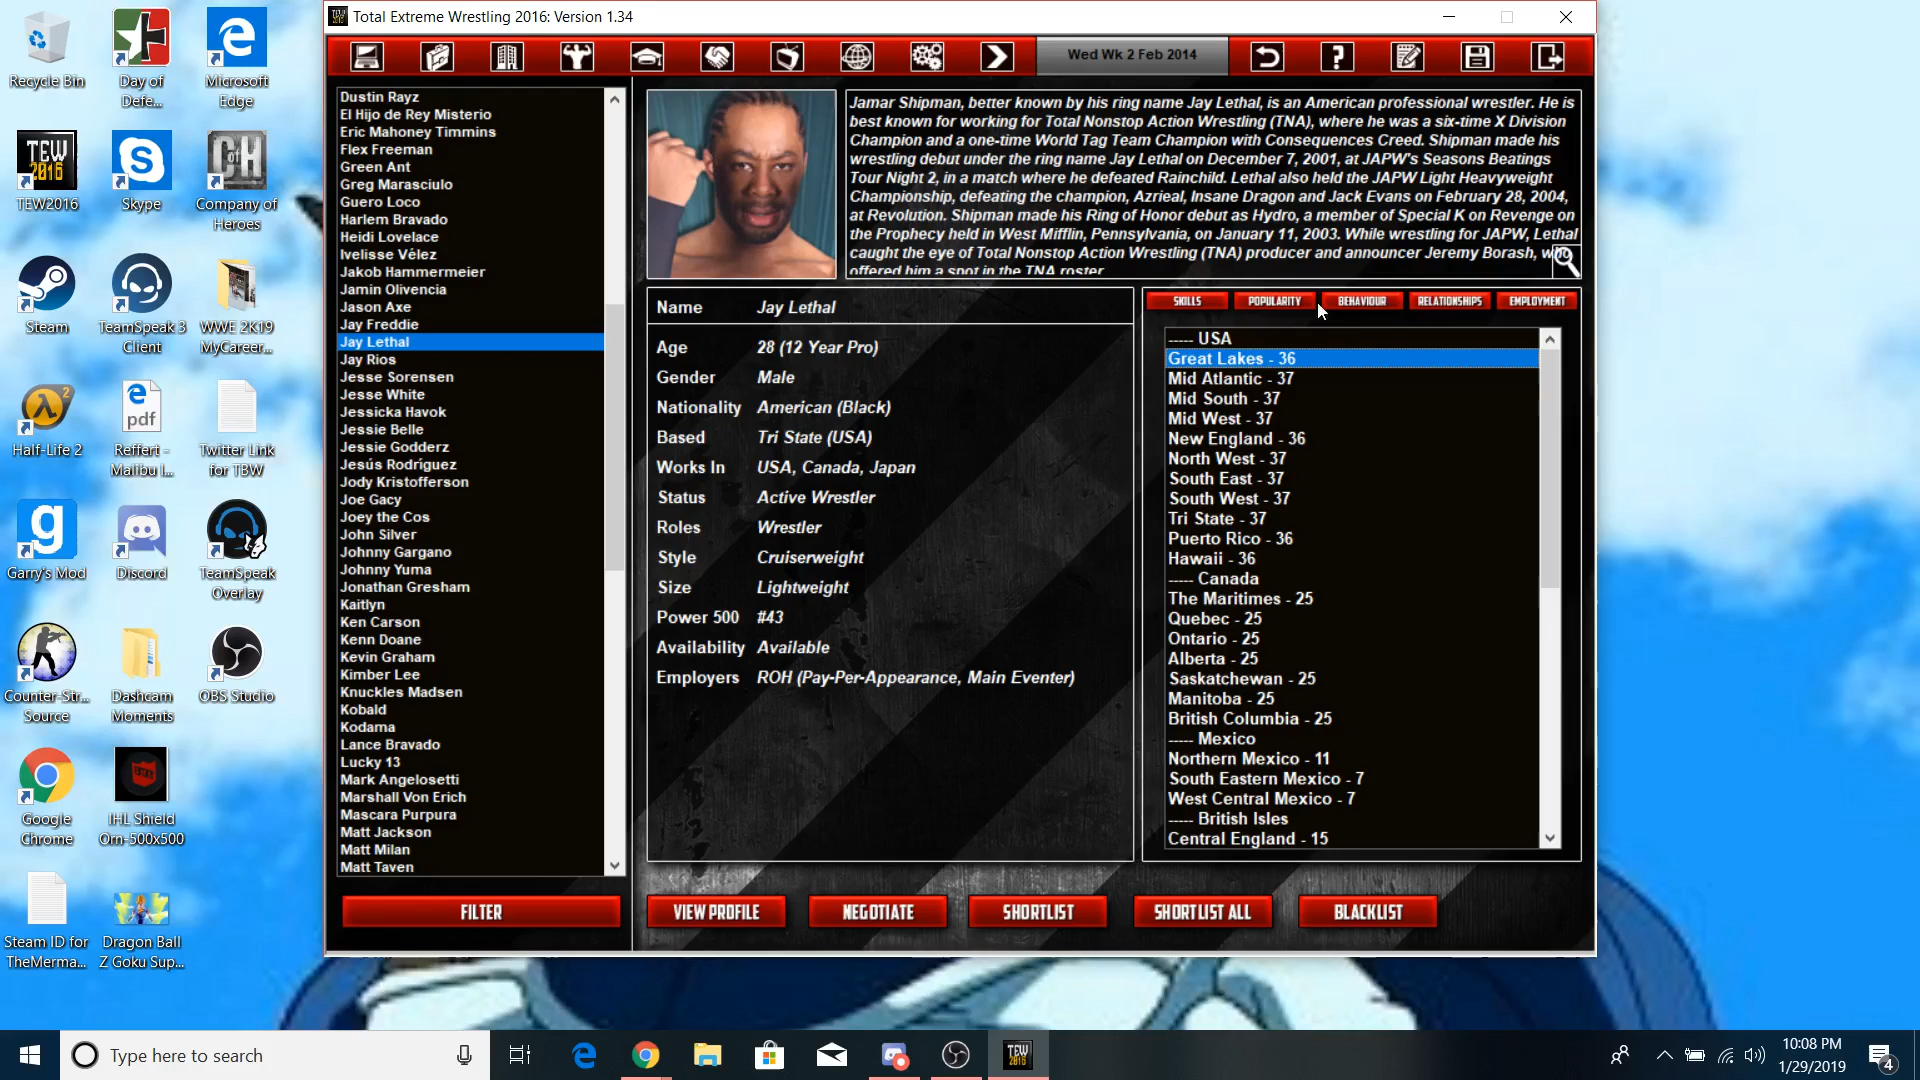 Total Extreme Wrestling 2016: Version 1.34
Recycle Bin
Day of
Defe...
Microsoft
Edge
TEW
2016
TEW2016
Skype
Company of
Heroes
Steam
TeamSpeak 3
Client
WWE 2K19
MyCareer...
Half-Life 2
pdf
Reffert -
Malibu l...
Twitter Link
for TBW
Garry's Mod
Discord
TeamSpeak
Overlay
Counter-Str...
Source
Dashcam
Moments
OBS Studio
Google
Chrome
IHL Shield
Orn-500x500
Steam ID for
TheMerma...
Dragon Ball
Z Goku Sup...
Wed Wk 2 Feb 2014
Dustin Rayz
El Hijo de Rey Misterio
Eric Mahoney Timmins
Flex Freeman
Green Ant
Greg Marasciulo
Guero Loco
Harlem Bravado
Heidi Lovelace
Ivelisse Vélez
Jakob Hammermeier
Jamin Olivencia
Jason Axe
Jay Freddie
Jay Lethal
Jay Rios
Jesse Sorensen
Jesse White
Jessicka Havok
Jessie Belle
Jessie Godderz
Jesús Rodríguez
Jody Kristofferson
Joe Gacy
Joey the Cos
John Silver
Johnny Gargano
Johnny Yuma
Jonathan Gresham
Kaitlyn
Ken Carson
Kenn Doane
Kevin Graham
Kimber Lee
Knuckles Madsen
Kobald
Kodama
Lance Bravado
Lucky 13
Mark Angelosetti
Marshall Von Erich
Mascara Purpura
Matt Jackson
Matt Milan
Matt Taven
FILTER
Jamar Shipman, better known by his ring name Jay Lethal, is an American professional wrestler. He is
best known for working for Total Nonstop Action Wrestling (TNA), where he was a six-time X Division
Champion and a one-time World Tag Team Champion with Consequences Creed. Shipman made his
wrestling debut under the ring name Jay Lethal on December 7, 2001, at JAPW's Seasons Beatings
Tour Night 2, in a match where he defeated Rainchild. Lethal also held the JAPW Light Heavyweight
Championship, defeating the champion, Azrieal, Insane Dragon and Jack Evans on February 28, 2004,
at Revolution. Shipman made his Ring of Honor debut as Hydro, a member of Special K on Revenge on
the Prophecy held in West Mifflin, Pennsylvania, on January 11, 2003. While wrestling for JAPW, Lethal
caught the eye of Total Nonstop Action Wrestling (TNA) producer and announcer Jeremy Borash, who
offered him a spot in the TNA roster.
Name Jay Lethal
Age 28 (12 Year Pro)
Gender Male
Nationality American (Black)
Based Tri State (USA)
Works In USA, Canada, Japan
Status Active Wrestler
Roles Wrestler
Style Cruiserweight
Size Lightweight
Power 500 #43
Availability Available
Employers ROH (Pay-Per-Appearance, Main Eventer)
SKILLS POPULARITY BEHAVIOUR RELATIONSHIPS EMPLOYMENT
----- USA
Great Lakes - 36
Mid Atlantic - 37
Mid South - 37
Mid West - 37
New England - 36
North West - 37
South East - 37
South West - 37
Tri State - 37
Puerto Rico - 36
Hawaii - 36
----- Canada
The Maritimes - 25
Quebec - 25
Ontario - 25
Alberta - 25
Saskatchewan - 25
Manitoba - 25
British Columbia - 25
----- Mexico
Northern Mexico - 11
South Eastern Mexico - 7
West Central Mexico - 7
----- British Isles
Central England - 15
VIEW PROFILE NEGOTIATE SHORTLIST SHORTLIST ALL BLACKLIST
Type here to search
TEW
2016
10:08 PM
1/29/2019
4